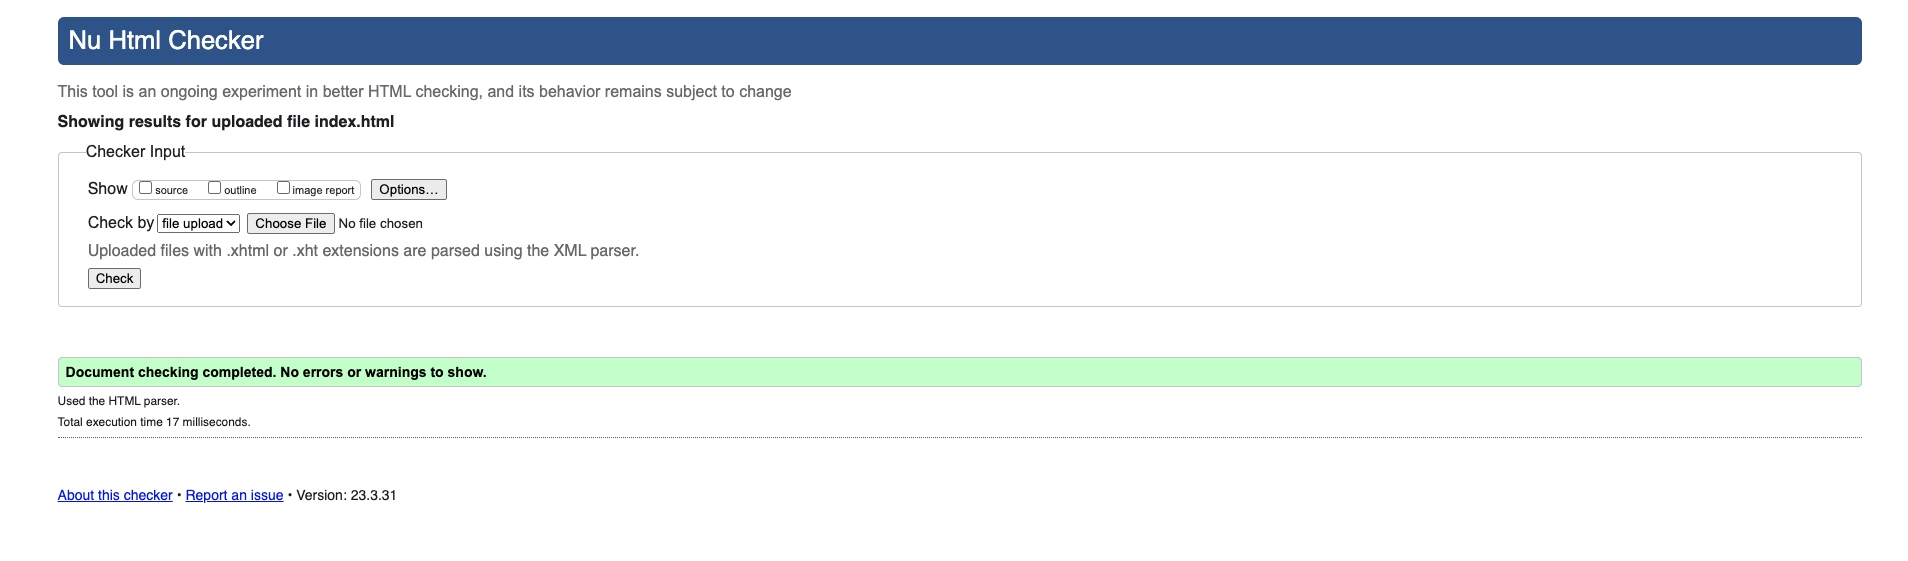 Nu Html Checker
This tool is an ongoing experiment in better HTML checking, and its behavior remains subject to change
Showing results for uploaded file index.html
Checker Input
Show source outline image report Options...
Check by file upload Choose File No file chosen
Uploaded files with .xhtml or .xht extensions are parsed using the XML parser.
Check
Document checking completed. No errors or warnings to show.
Used the HTML parser.
Total execution time 17 milliseconds.
About this checker • Report an issue • Version: 23.3.31